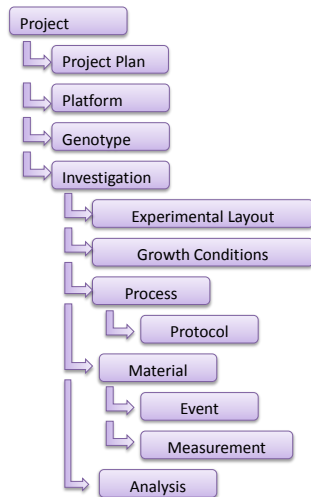 Project
Project Plan
Platform
Genotype
Investigation
Experimental Layout
Growth Conditions
Process
Protocol
Material
Event
Measurement
Analysis